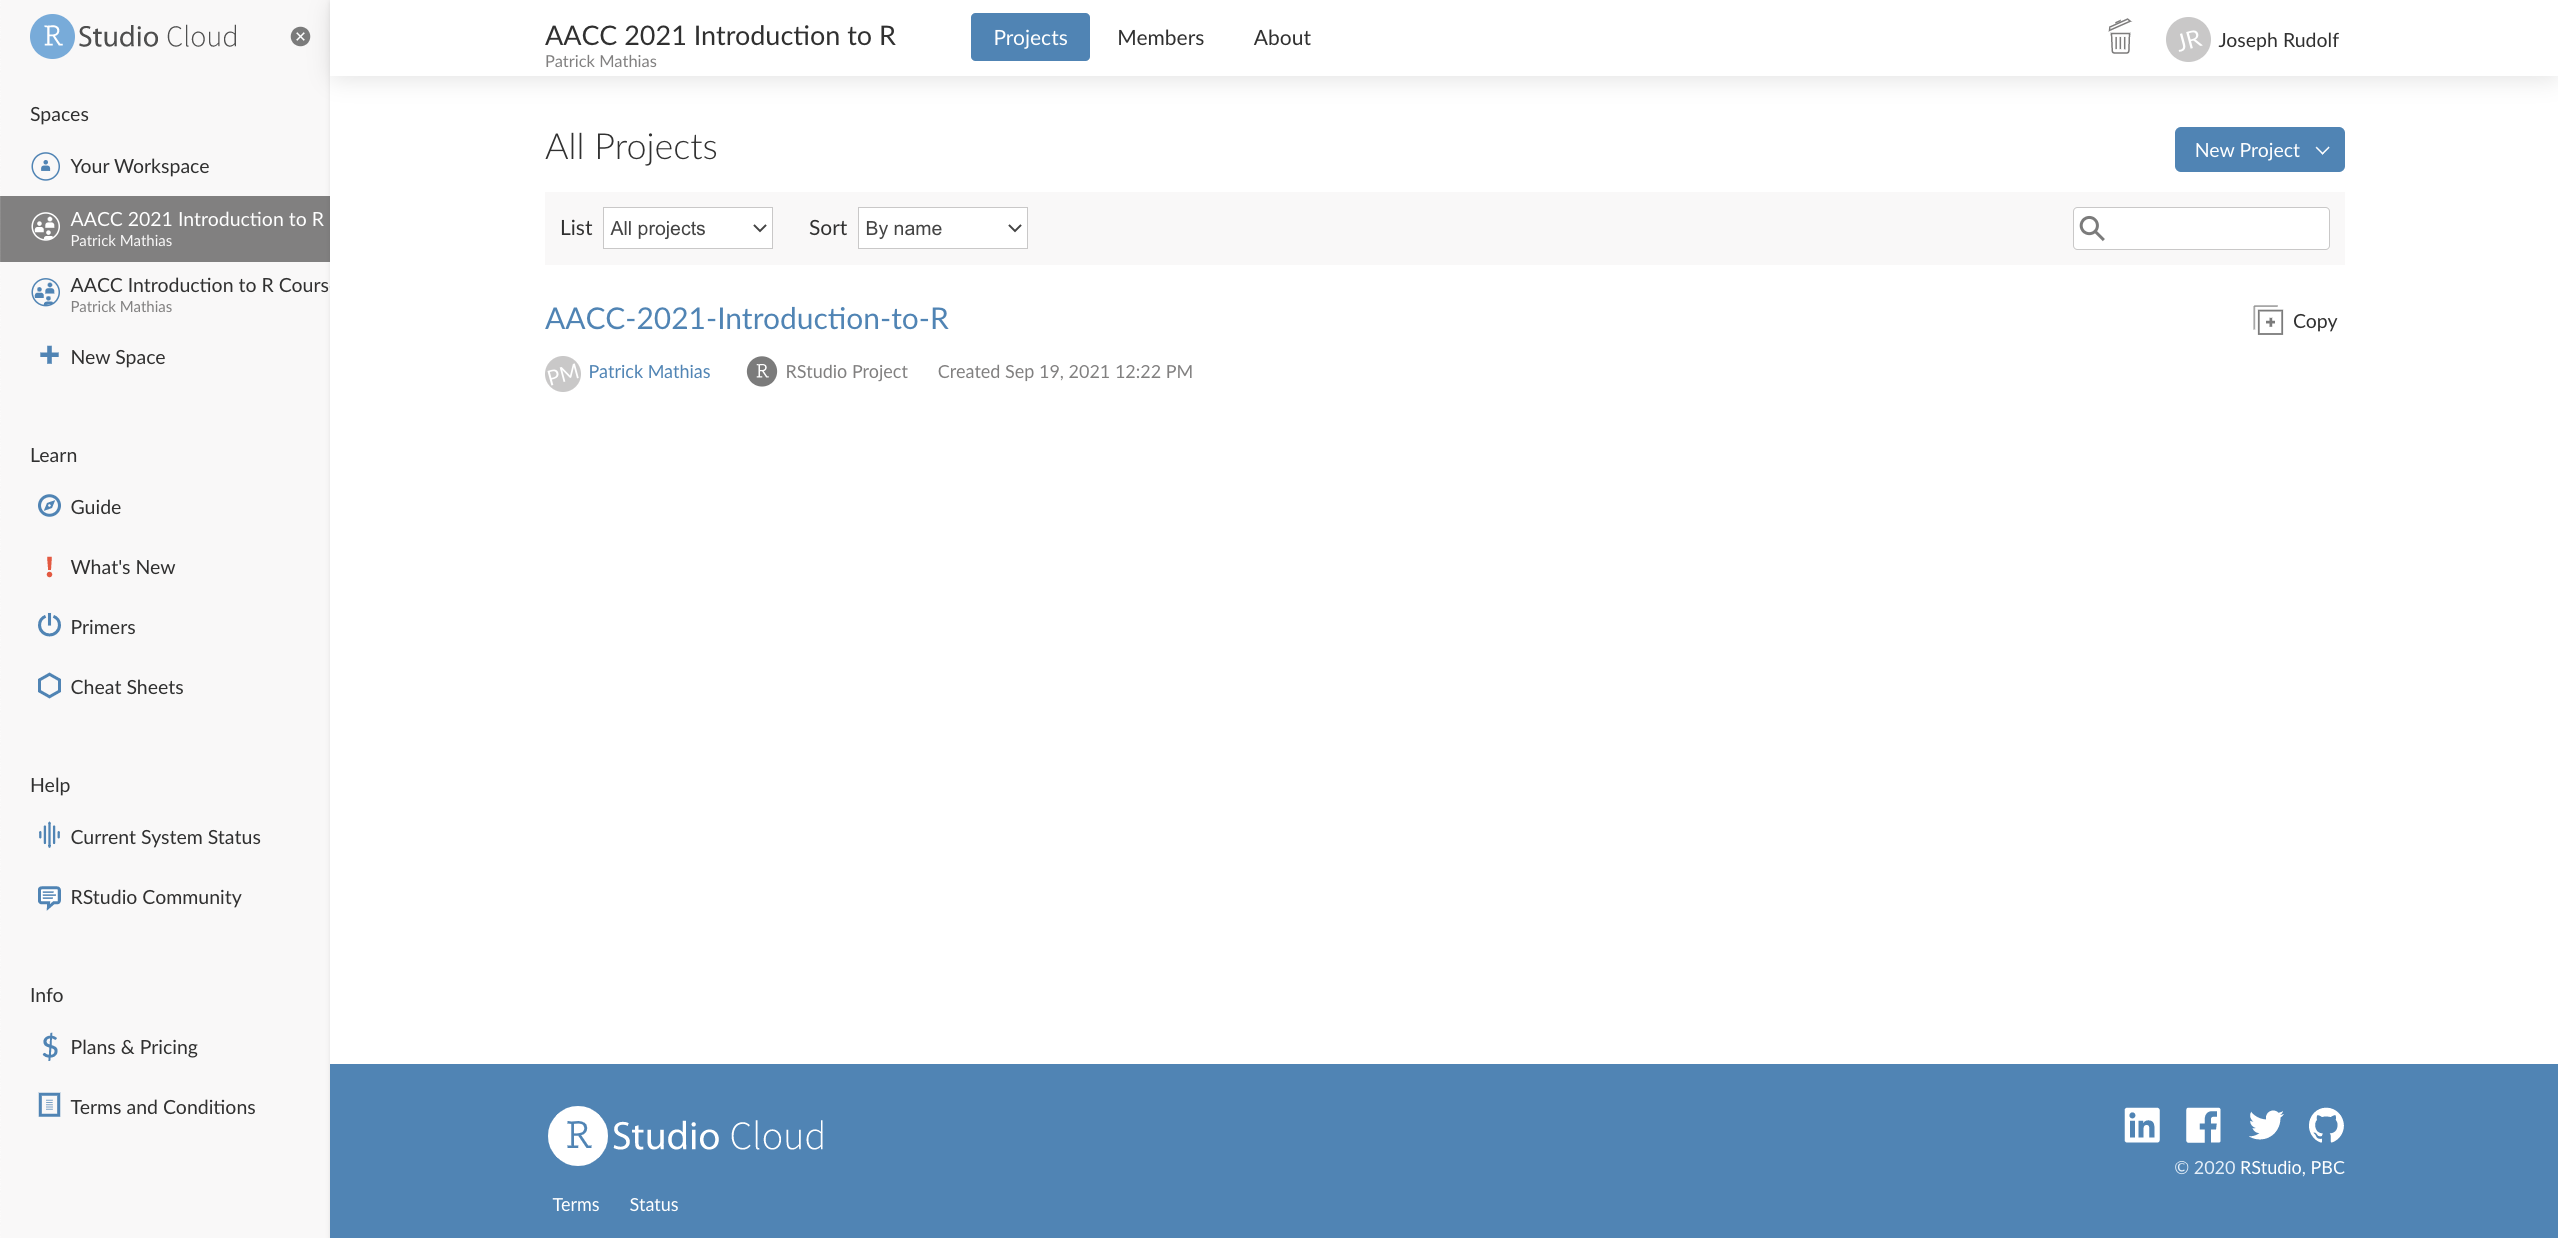 R Studio Cloud
Spaces
Your Workspace
AACC 2021 Introduction to R
Patrick Mathias
AACC Introduction to R Cours
Patrick Mathias
New Space
Learn
Guide
What's New
Primers
Cheat Sheets
Help
Current System Status
RStudio Community
Info
Plans & Pricing
Terms and Conditions
AACC 2021 Introduction to R
Patrick Mathias
Projects
Members
About
JR Joseph Rudolf
All Projects
New Project
List All projects Sort By name
AACC-2021-Introduction-to-R
Copy
PM Patrick Mathias R RStudio Project Created Sep 19, 2021 12:22 PM
R Studio Cloud
in
© 2020 RStudio, PBC
Terms Status